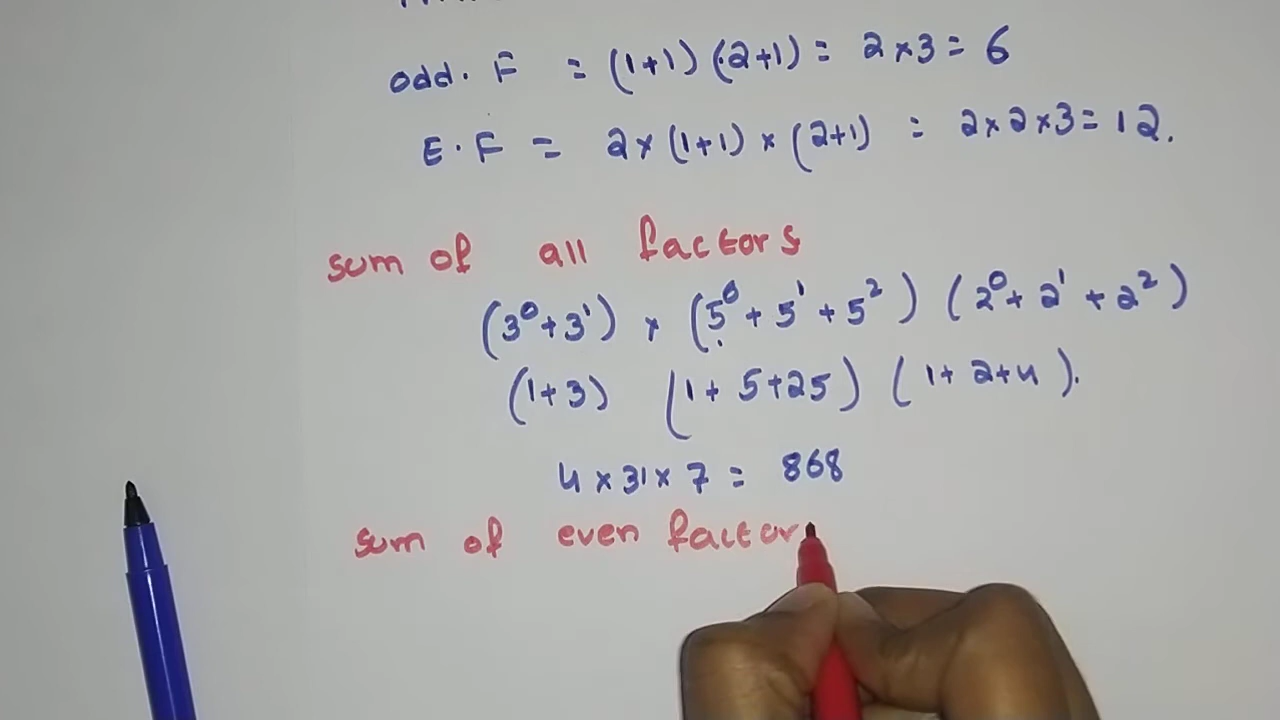 odd. F = (1+1) (2+1) = 2×3 = 6
E.F = 2×(1+1)×(2+1) = 2×2×3=12.
sum of all factors
(3⁰+3¹) × (5⁰+5¹+5²) (2⁰+2¹+2²)
(1+3) (1+5+25) (1+2+4).
4×31×7 = 868
sum of even factor